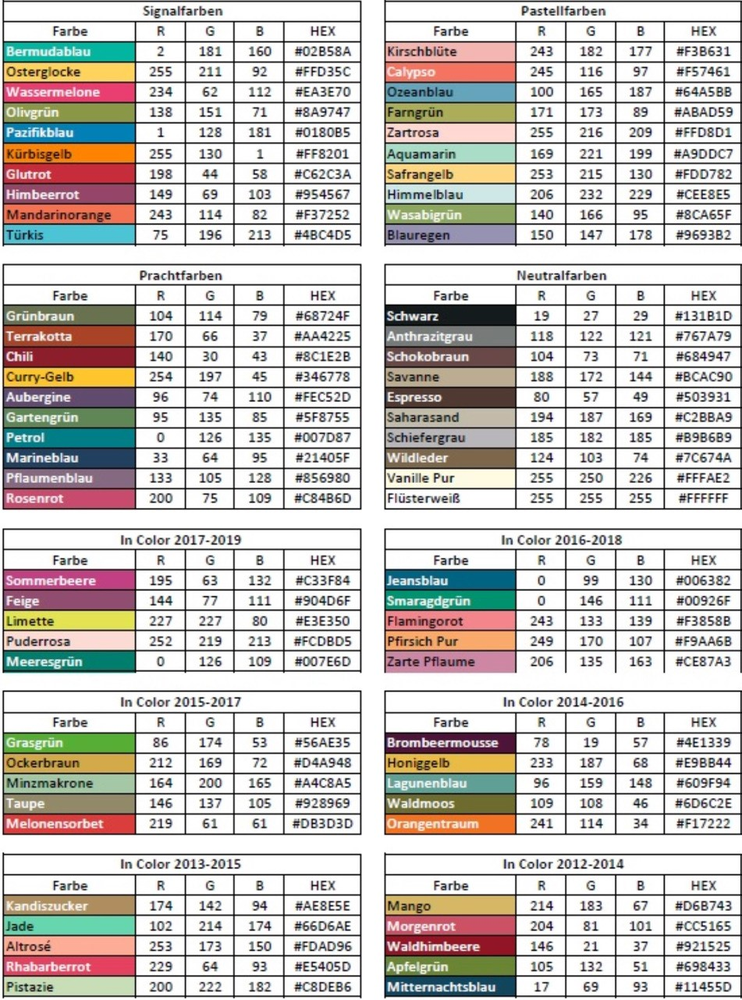 Signalfarben
Farbe R G B HEX
Bermudablau 2 181 160 #02B58A
Osterglocke 255 211 92 #FFD35C
Wassermelone 234 62 112 #EA3E70
Olivgrün 138 151 71 #8A9747
Pazifikblau 1 128 181 #0180B5
Kürbisgelb 255 130 1 #FF8201
Glutrot 198 44 58 #C62C3A
Himbeerrot 149 69 103 #954567
Mandarinorange 243 114 82 #F37252
Türkis 75 196 213 #4BC4D5
Pastellfarben
Farbe R G B HEX
Kirschblüte 243 182 177 #F3B631
Calypso 245 116 97 #F57461
Ozeanblau 100 165 187 #64A5BB
Farngrün 171 173 89 #ABAD59
Zartrosa 255 216 209 #FFD8D1
Aquamarin 169 221 199 #A9DDC7
Safrangelb 253 215 130 #FDD782
Himmelblau 206 232 229 #CEE8E5
Wasabigrün 140 166 95 #8CA65F
Blauregen 150 147 178 #9693B2
Prachtfarben
Farbe R G B HEX
Grünbraun 104 114 79 #68724F
Terrakotta 170 66 37 #AA4225
Chili 140 30 43 #8C1E2B
Curry-Gelb 254 197 45 #346778
Aubergine 96 74 110 #FEC52D
Gartengrün 95 135 85 #5F8755
Petrol 0 126 135 #007D87
Marineblau 33 64 95 #21405F
Pflaumenblau 133 105 128 #856980
Rosenrot 200 75 109 #C84B6D
Neutralfarben
Farbe R G B HEX
Schwarz 19 27 29 #131B1D
Anthrazitgrau 118 122 121 #767A79
Schokobraun 104 73 71 #684947
Savanne 188 172 144 #BCAC90
Espresso 80 57 49 #503931
Saharasand 194 187 169 #C2BBA9
Schiefergrau 185 182 185 #B9B6B9
Wildleder 124 103 74 #7C674A
Vanille Pur 255 250 226 #FFFAE2
Flüsterweiß 255 255 255 #FFFFFF
In Color 2017-2019
Farbe R G B HEX
Sommerbeere 195 63 132 #C33F84
Feige 144 77 111 #904D6F
Limette 227 227 80 #E3E350
Puderrosa 252 219 213 #FCDBD5
Meeresgrün 0 126 109 #007E6D
In Color 2016-2018
Farbe R G B HEX
Jeansblau 0 99 130 #006382
Smaragdgrün 0 146 111 #00926F
Flamingorot 243 133 139 #F3858B
Pfirsich Pur 249 170 107 #F9AA6B
Zarte Pflaume 206 135 163 #CE87A3
In Color 2015-2017
Farbe R G B HEX
Grasgrün 86 174 53 #56AE35
Ockerbraun 212 169 72 #D4A948
Minzmakrone 164 200 165 #A4C8A5
Taupe 146 137 105 #928969
Melonensorbet 219 61 61 #DB3D3D
In Color 2014-2016
Farbe R G B HEX
Brombeermousse 78 19 57 #4E1339
Honiggelb 233 187 68 #E9BB44
Lagunenblau 96 159 148 #609F94
Waldmoos 109 108 46 #6D6C2E
Orangentraum 241 114 34 #F17222
In Color 2013-2015
Farbe R G B HEX
Kandiszucker 174 142 94 #AE8E5E
Jade 102 214 174 #66D6AE
Altrosé 253 173 150 #FDAD96
Rhabarberrot 229 64 93 #E5405D
Pistazie 200 222 182 #C8DEB6
In Color 2012-2014
Farbe R G B HEX
Mango 214 183 67 #D6B743
Morgenrot 204 81 101 #CC5165
Waldhimbeere 146 21 37 #921525
Apfelgrün 105 132 51 #698433
Mitternachtsblau 17 69 93 #11455D